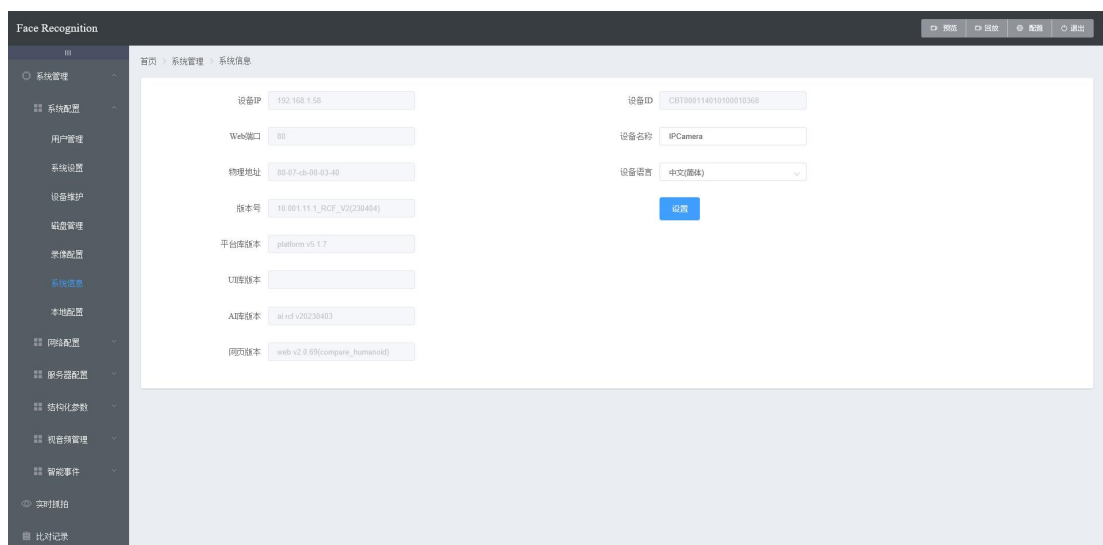 Face Recognition
预览 回放 配置 退出
首页 > 系统管理 > 系统信息
系统管理
系统配置
用户管理
系统设置
设备维护
磁盘管理
录像配置
系统信息
本地配置
网络配置
服务器配置
结构化参数
视音频管理
智能事件
实时抓拍
比对记录
设备IP 192.168.1.58
Web端口 80
物理地址 88-07-cb-08-03-40
版本号 10.001.11.1_RCF_V2(230404)
平台库版本 platform v5.1.7
UI库版本
AI库版本 ai rcf v20230403
网页版本 web v2.0.69(compare_humanoid)
设备ID CBT800114010100010368
设备名称 IPCamera
设备语言 中文(简体)
设置